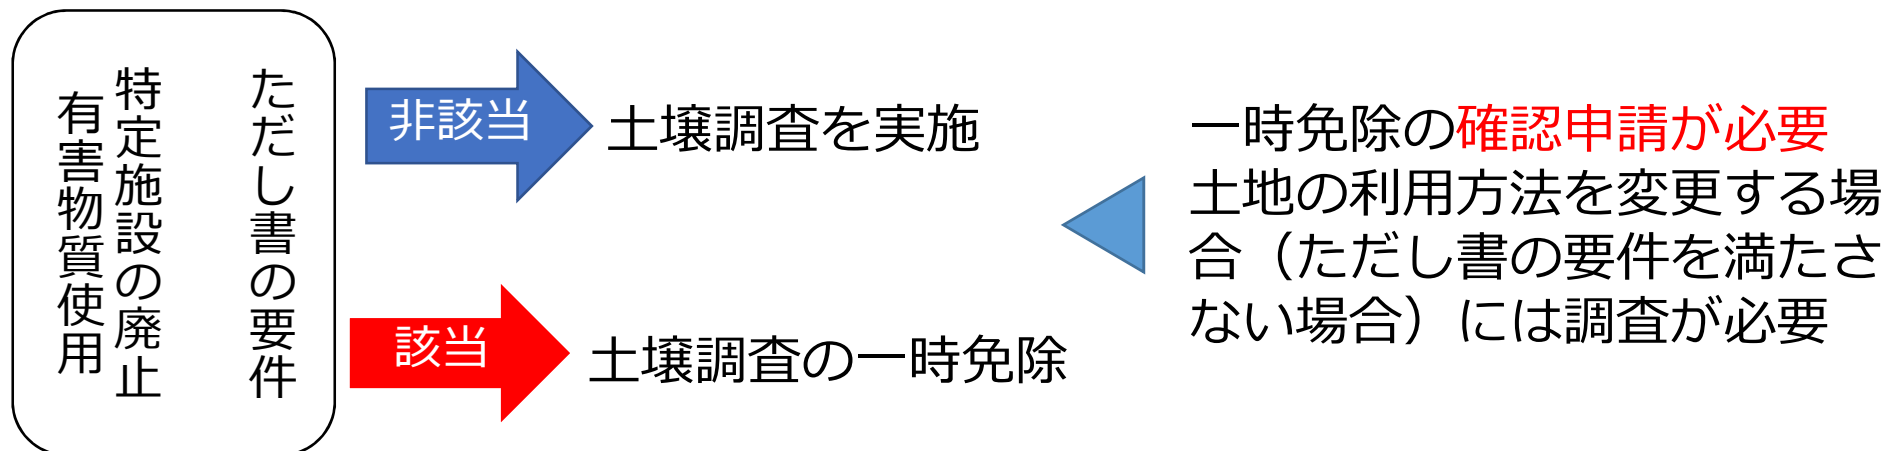 ただし書の要件
特定施設の廃止
有害物質使用
非該当
土壌調査を実施
該当
土壌調査の一時免除
一時免除の確認申請が必要
土地の利用方法を変更する場
合（ただし書の要件を満たさ
ない場合）には調査が必要